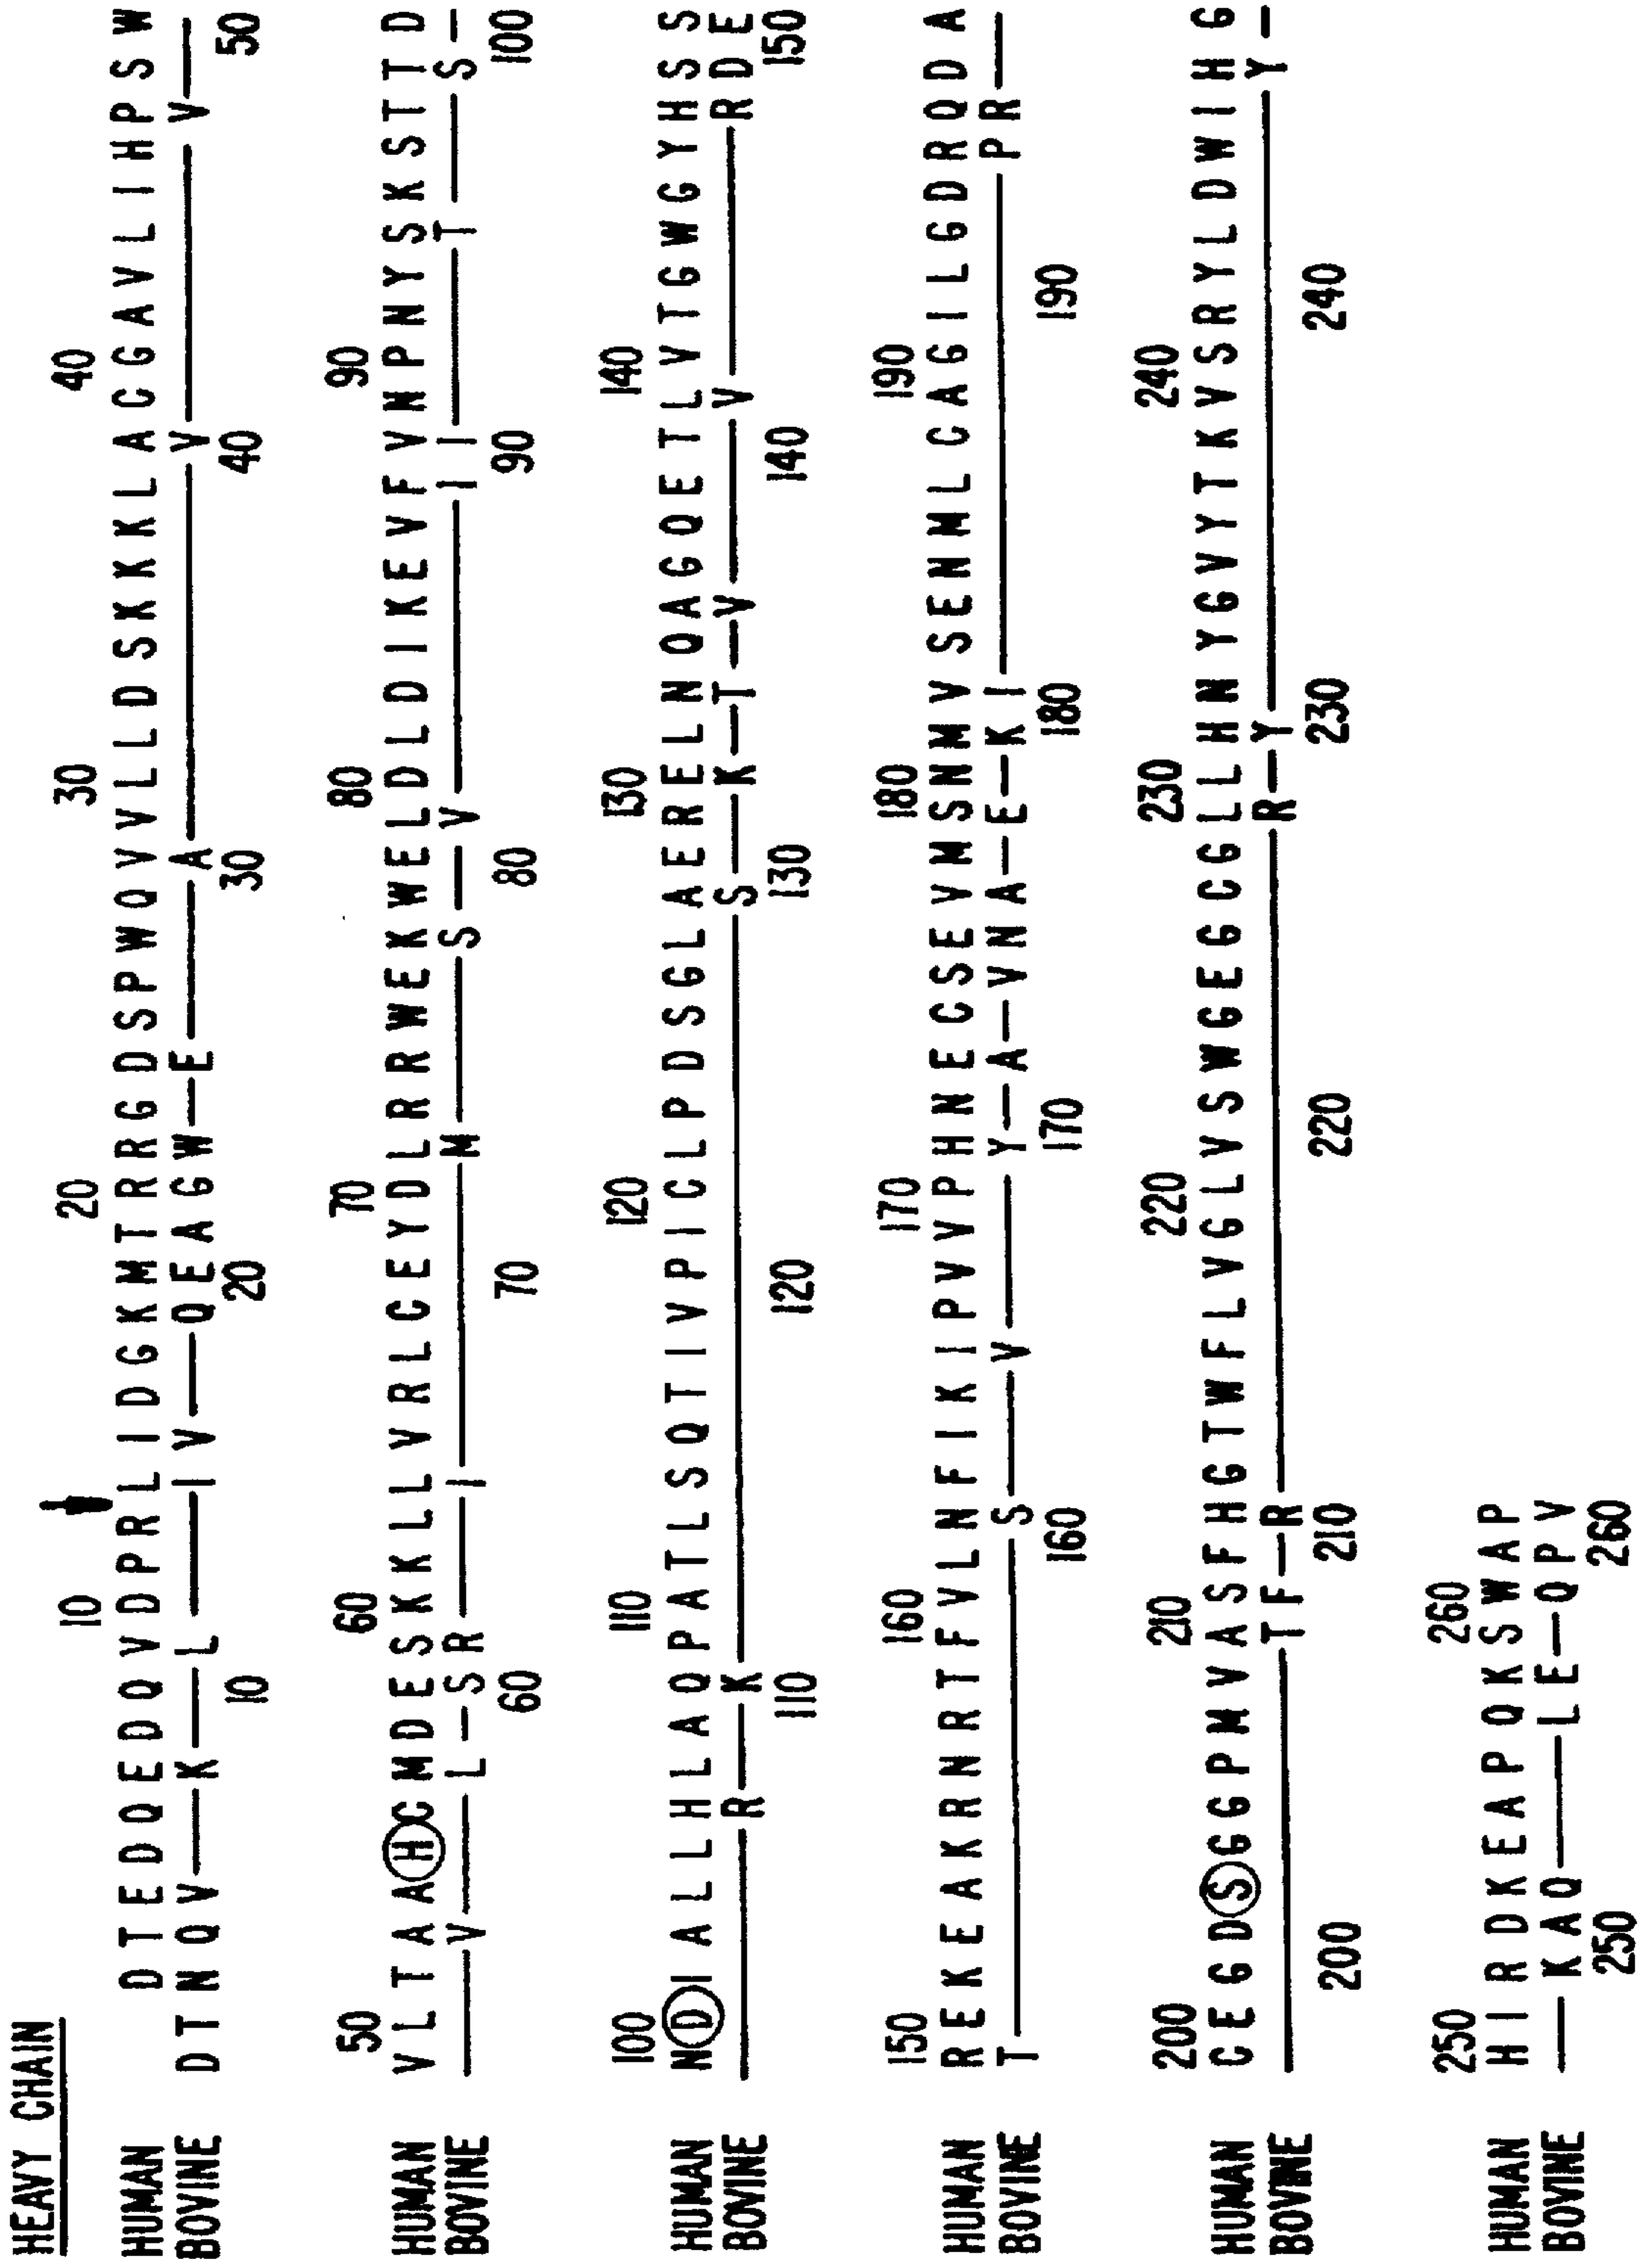 HEAVY CHAIN
10 20 30 40
HUMAN D T E D Q E D Q V D P R L I D G K M T R R G D S P W Q V V L L D S K K K L A C G A V L I H P S W
BOVINE D T N Q V — K — L — I V — Q E A G W — E — A — V — V —
10 20 30 40 50
50 60 70 80 90
HUMAN V L T A A H C M D E S K K L L V R L C E Y D L R R W E K W E L D L D I K E V F V N P N Y S K S T T D
BOVINE — V — L — S R — I — M — S — V — I I — T — S —
60 70 80 90 100
100 110 120 130 140
HUMAN N D I A L L H L A Q P A T L S Q T I V P I C L P D S G L A E R E L N Q A G Q E T L V T G W G Y H S S
BOVINE — R — K — S — K — T — V — V — R D E
110 120 130 140 150
150 160 170 180 190
HUMAN R E K E A K R N R T F V L N F I K I P V V P H N E C S E V M S N M V S E N M L C A G I L G D R Q D A
BOVINE T — S — V — Y — A — V N A — E — K I — P R —
160 170 180 190
200 210 220 230 240
HUMAN C E G D S G G P M V A S F H G T W F L V G L V S W G E G C G L L H N Y G V Y T K V S R Y L D W I H G
BOVINE — T F — R — R — Y — Y —
200 210 220 230 240
250 260
HUMAN H I R D K E A P Q K S W A P
BOVINE — K A Q — L E — Q P V
250 260